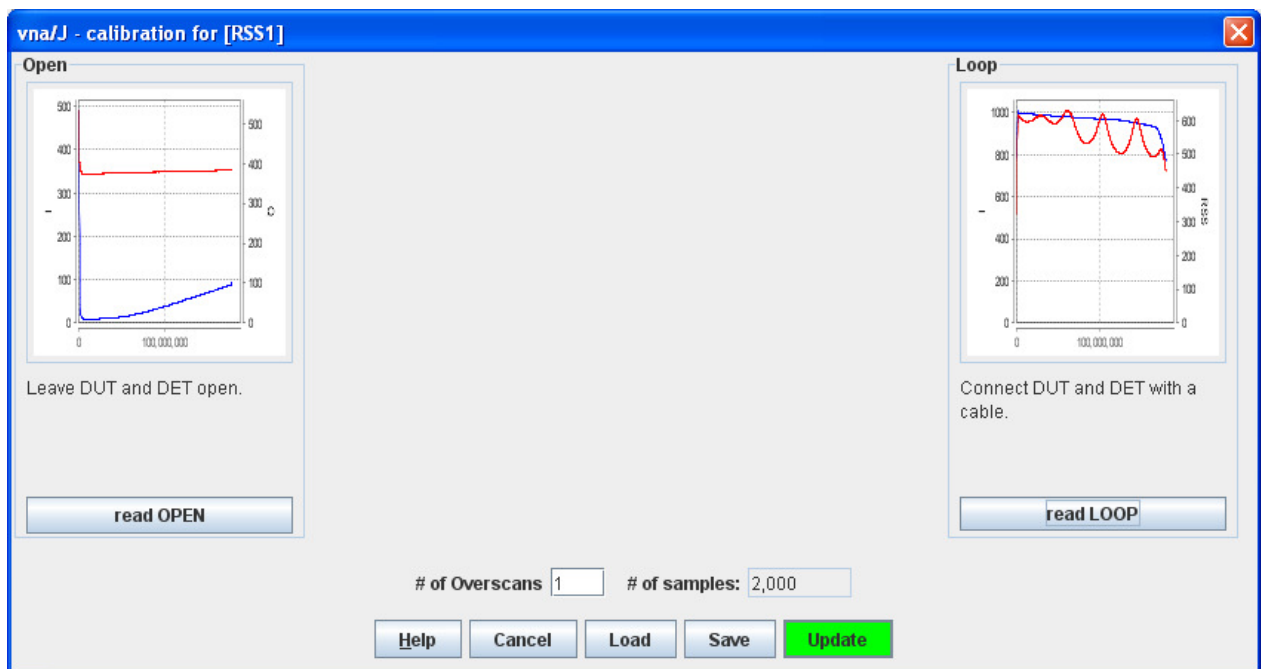 vna/J - calibration for [RSS1]
Open
500
400
300
200
100
0
500
400
300
200
100
0
0
100,000,000
Leave DUT and DET open.
read OPEN
Loop
1000
800
600
400
200
0
600
500
400
300
200
100
0
RSS
0
100,000,000
Connect DUT and DET with a
cable.
read LOOP
# of Overscans 1 # of samples: 2,000
Help Cancel Load Save Update